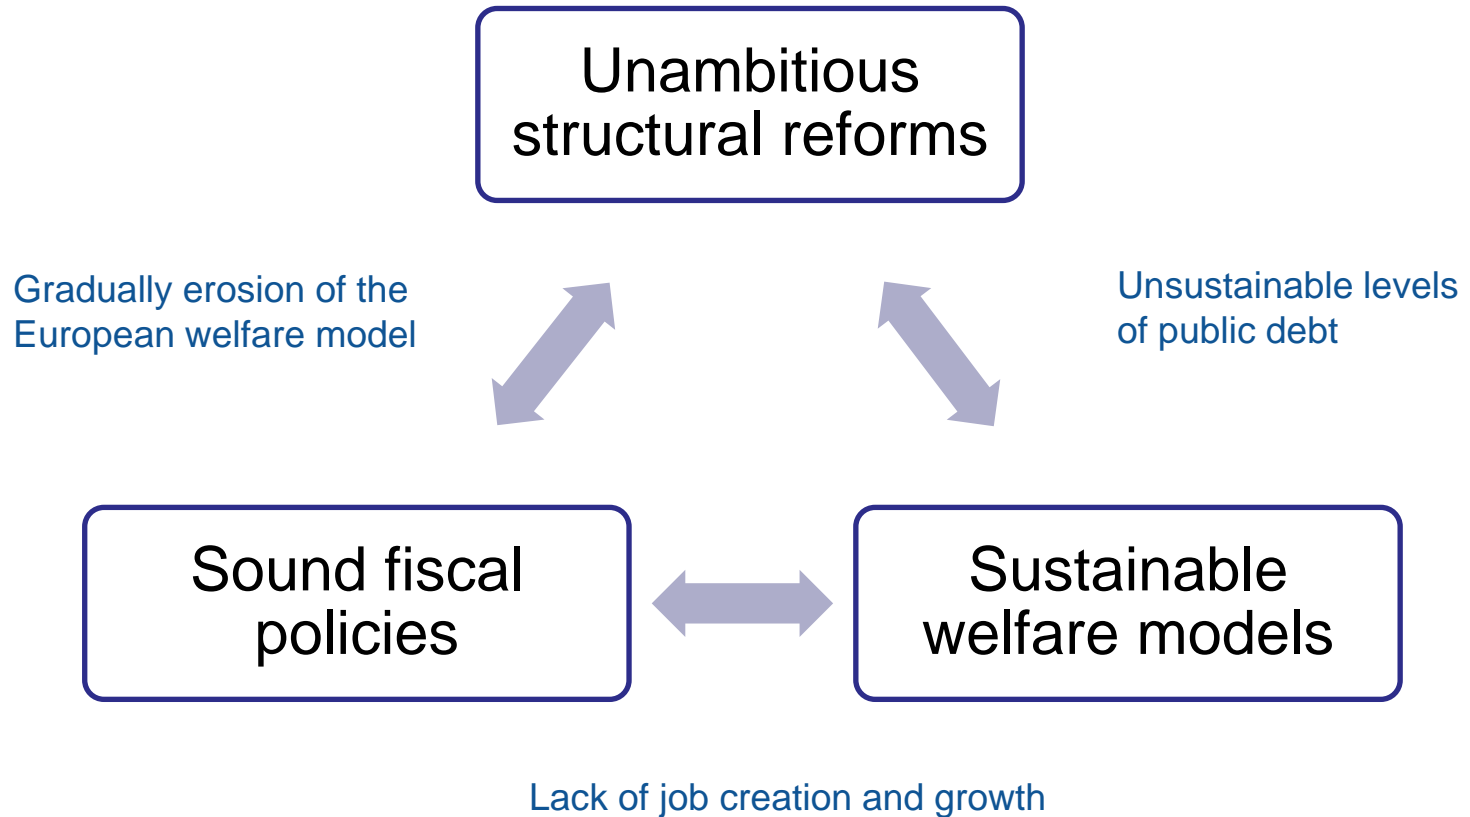 Unambitious
structural reforms
Gradually erosion of the
European welfare model
Unsustainable levels
of public debt
Sound fiscal
policies
Sustainable
welfare models
Lack of job creation and growth